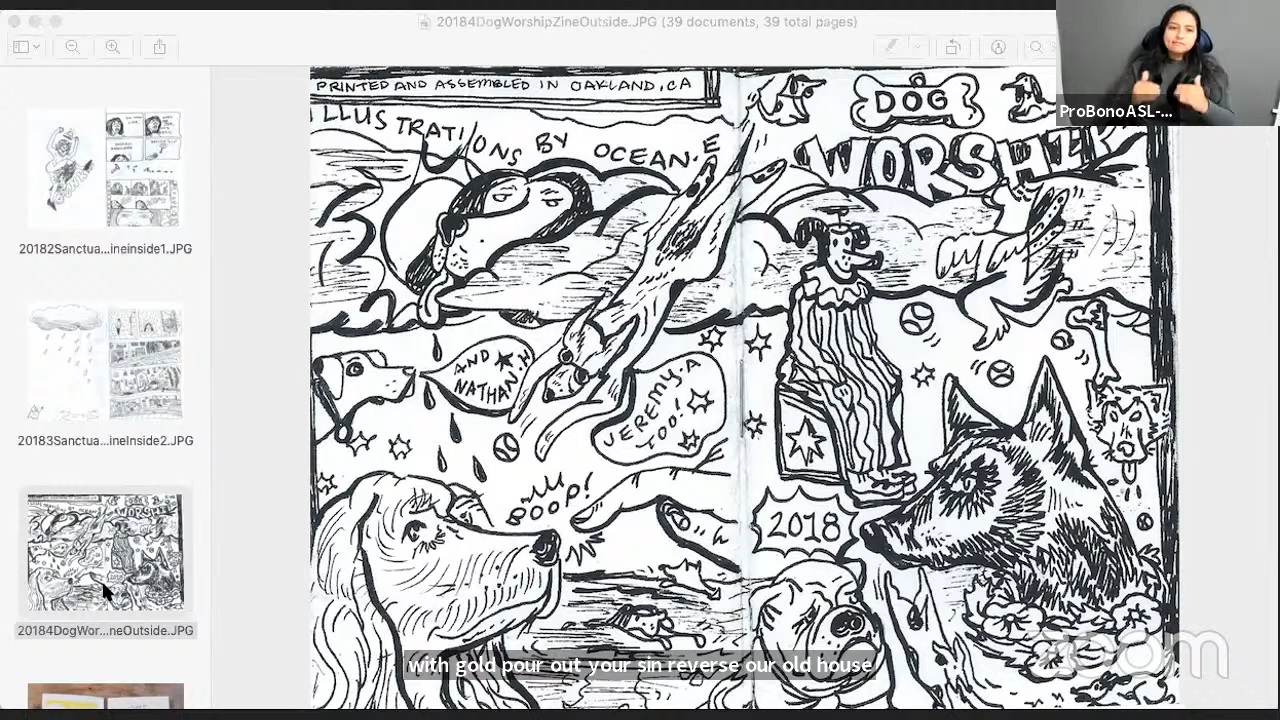 20184DogWorshipZineOutside.JPG (39 documents, 39 total pages)
ProBonoASL-...
20182Sanctua...ineinside1.JPG
20183Sanctua...ineInside2.JPG
20184DogWor...neOutside.JPG
PRINTED AND ASSEMBLED IN OAKLAND, CA
ILLUSTRATIONS BY OCEAN.E
AND
NATHAN.H
JEREMY.A
TOO!
BOOP!
DOG
WORSHIP
2018
with gold pour out your sin reverse our old house
zoom